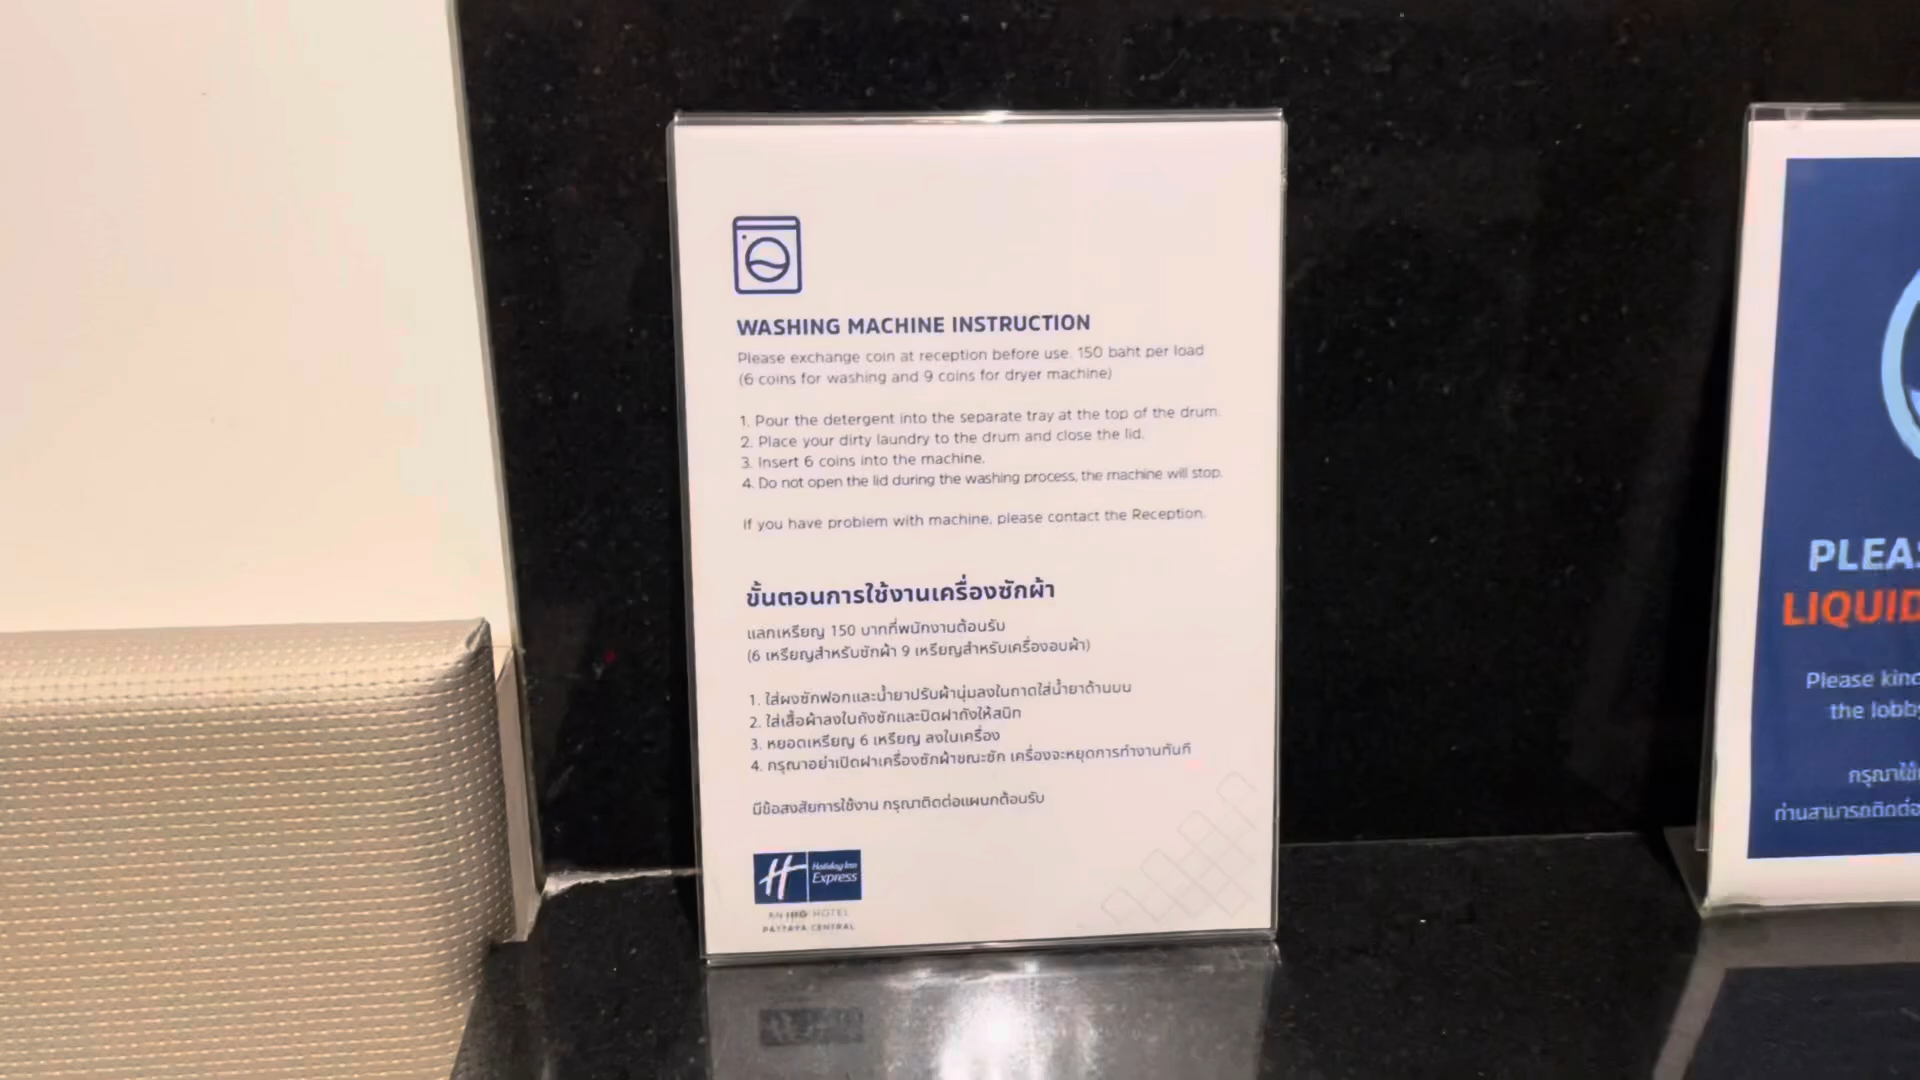 WASHING MACHINE INSTRUCTION
Please exchange coin at reception before use. 150 baht per load
(6 coins for washing and 9 coins for dryer machine)
1. Pour the detergent into the separate tray at the top of the drum.
2. Place your dirty laundry to the drum and close the lid.
3. Insert 6 coins into the machine.
4. Do not open the lid during the washing process, the machine will stop.
If you have problem with machine, please contact the Reception.
ขั้นตอนการใช้งานเครื่องซักผ้า
แลกเหรียญ 150 บาทที่พนักงานต้อนรับ
(6 เหรียญสำหรับซักผ้า 9 เหรียญสำหรับเครื่องอบผ้า)
1. ใส่ผงซักฟอกและน้ำยาปรับผ้านุ่มลงในถาดใส่น้ำยาด้านบน
2. ใส่เสื้อผ้าลงในถังซักและปิดฝาถังให้สนิท
3. หยอดเหรียญ 6 เหรียญ ลงในเครื่อง
4. กรุณาอย่าเปิดฝาเครื่องซักผ้าขณะซัก เครื่องจะหยุดการทำงานทันที
มีข้อสงสัยการใช้งาน กรุณาติดต่อแผนกต้อนรับ
H Holiday Inn
Express
AN IHG HOTEL
PATTAYA CENTRAL
LIQUID
Please
the
กรุณา
ท่านสามารถติดต่อ